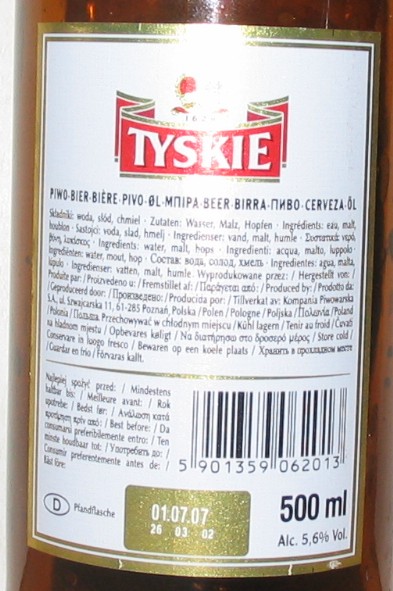 1629
TYSKIE
PIWO·BIER·BIÈRE·PIVO·ØL·ΜΠΙΡΑ·BEER·BIRRA·ПИВО·CERVEZA·ÖL
Składniki: woda, słód, chmiel · Zutaten: Wasser, Malz, Hopfen · Ingrédients: eau, malt,
houblon · Sastojci: voda, slad, hmelj · Ingredienser: vand, malt, humle · Συστατικά: νερό,
βύνη, λυκίσκος · Ingredients: water, malt, hops · Ingredienti: acqua, malto, luppolo ·
Ingrediënten: water, mout, hop · Состав: вода, солод, хмель · Ingredientes: agua, malta,
lúpulo · Ingredienser: vatten, malt, humle. Wyprodukowane przez: / Hergestellt von: /
Produite par: / Proizvedeno u: / Fremstillet af: / Παράγεται από: / Produced by: / Prodotto da:
/ Geproduceerd door: / Произведено: / Producida por: / Tillverkat av: Kompania Piwowarska
S.A., ul. Szwajcarska 11, 61-285 Poznań, Polska / Polen / Pologne / Poljska / Πολωνία / Poland
/ Polonia / Польша. Przechowywać w chłodnym miejscu / Kühl lagern / Tenir au froid / Čuvati
na hladnom mjestu / Opbevares køligt / Να διατηρείται στο δροσερό μέρος / Store cold /
Conservare in luogo fresco / Bewaren op een koele plaats / Хранить в прохладном месте
/ Guardar en frío / Förvaras kallt.
Najlepiej spożyć przed: / Mindestens
haltbar bis: / Meilleure avant: / Rok
upotrebe: / Bedst før: / Ανάλωση κατά
προτίμηση πρίν από: / Best before: / Da
consumarsi preferibilmente entro: / Ten
minste houdbaar tot: / Употребить до: /
Consumir preferentemente antes de: /
Bäst före:
5 901359 062013
D Pfandflasche
01.07.07
26 03 02
500 ml
Alc. 5,6% Vol.